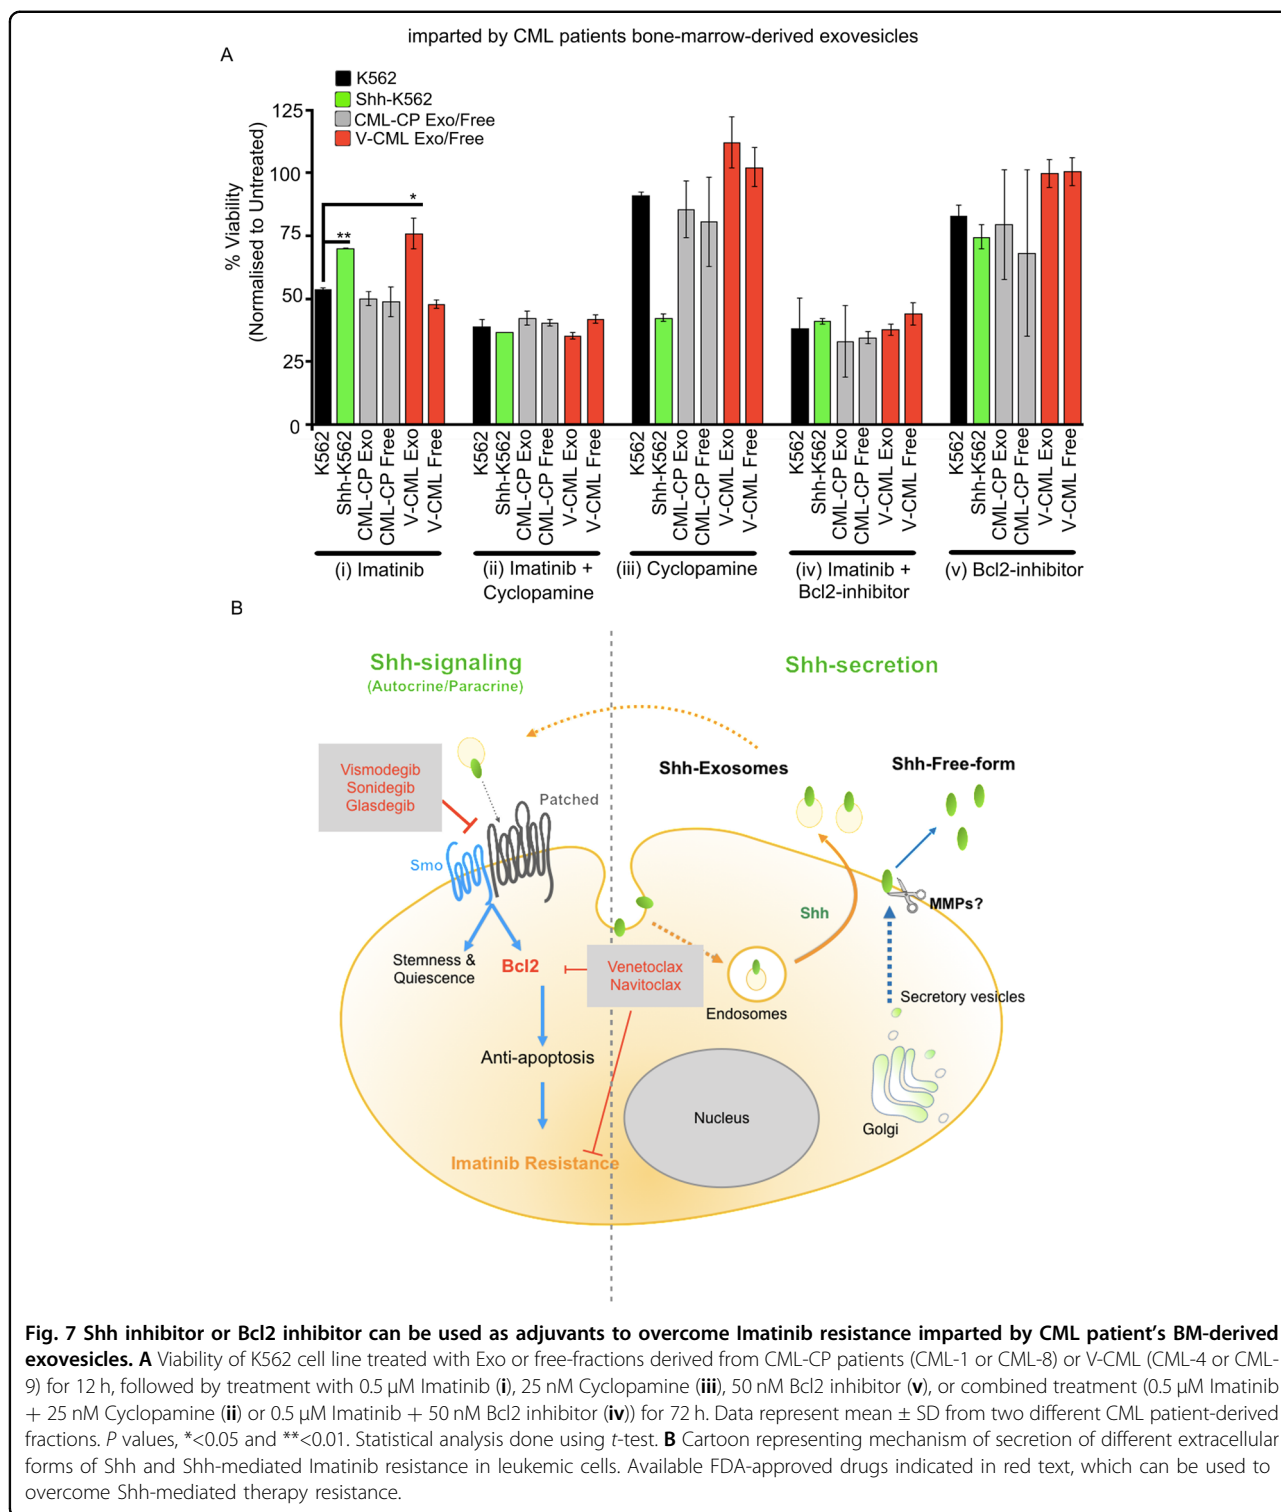 imparted by CML patients bone-marrow-derived exovesicles
A
K562
Shh-K562
CML-CP Exo/Free
V-CML Exo/Free
% Viability
(Normalised to Untreated)
125
100
75
50
25
0
**
*
K562
Shh-K562
CML-CP Exo
CML-CP Free
V-CML Exo
V-CML Free
K562
Shh-K562
CML-CP Exo
CML-CP Free
V-CML Exo
V-CML Free
K562
Shh-K562
CML-CP Exo
CML-CP Free
V-CML Exo
V-CML Free
K562
Shh-K562
CML-CP Exo
CML-CP Free
V-CML Exo
V-CML Free
K562
Shh-K562
CML-CP Exo
CML-CP Free
V-CML Exo
V-CML Free
(i) Imatinib
(ii) Imatinib +
Cyclopamine
(iii) Cyclopamine
(iv) Imatinib +
Bcl2-inhibitor
(v) Bcl2-inhibitor
B
Shh-signaling
(Autocrine/Paracrine)
Shh-secretion
Vismodegib
Sonidegib
Glasdegib
Patched
Smo
Shh-Exosomes
Shh-Free-form
Shh
MMPs?
Stemness &
Quiescence
Bcl2
Venetoclax
Navitoclax
Endosomes
Secretory vesicles
Anti-apoptosis
Nucleus
Golgi
Imatinib Resistance
Fig. 7 Shh inhibitor or Bcl2 inhibitor can be used as adjuvants to overcome Imatinib resistance imparted by CML patient's BM-derived
exovesicles. A Viability of K562 cell line treated with Exo or free-fractions derived from CML-CP patients (CML-1 or CML-8) or V-CML (CML-4 or CML-
9) for 12 h, followed by treatment with 0.5 µM Imatinib (i), 25 nM Cyclopamine (iii), 50 nM Bcl2 inhibitor (v), or combined treatment (0.5 µM Imatinib
+ 25 nM Cyclopamine (ii) or 0.5 µM Imatinib + 50 nM Bcl2 inhibitor (iv)) for 72 h. Data represent mean ± SD from two different CML patient-derived
fractions. P values, *<0.05 and **<0.01. Statistical analysis done using t-test. B Cartoon representing mechanism of secretion of different extracellular
forms of Shh and Shh-mediated Imatinib resistance in leukemic cells. Available FDA-approved drugs indicated in red text, which can be used to
overcome Shh-mediated therapy resistance.